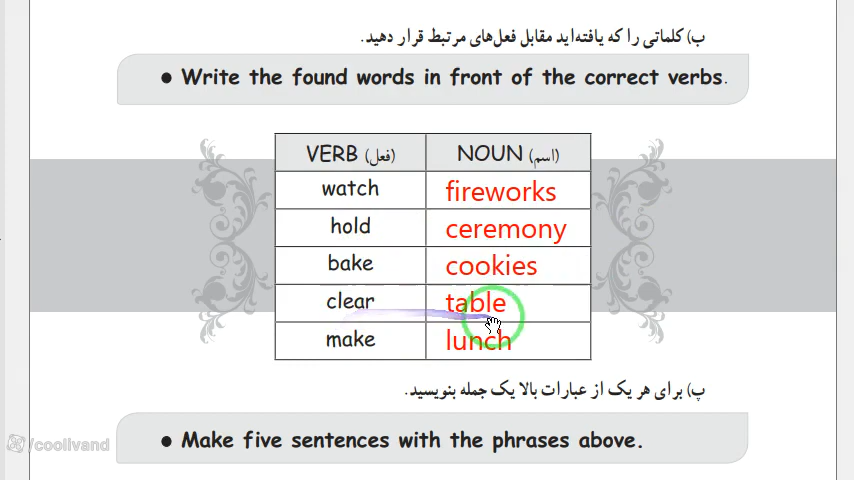 ب) کلماتی را که یافته‌اید مقابل فعل‌های مرتبط قرار دهید.
● Write the found words in front of the correct verbs.
VERB (فعل) NOUN (اسم)
watch fireworks
hold ceremony
bake cookies
clear table
make lunch
پ) برای هر یک از عبارات بالا یک جمله بنویسید.
● Make five sentences with the phrases above.
/coolivand